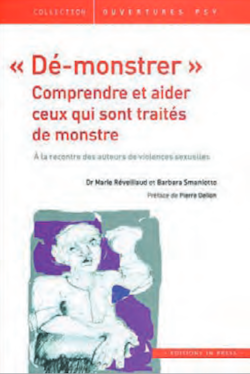 COLLECTION OUVERTURES PSY
« Dé-monstrer »
Comprendre et aider
ceux qui sont traités
de monstre
À la recontre des auteurs de violences sexuelles
Dr Marie Réveillaud et Barbara Smaniotto
Préface de Pierre Delion
EDITIONS IN PRESS